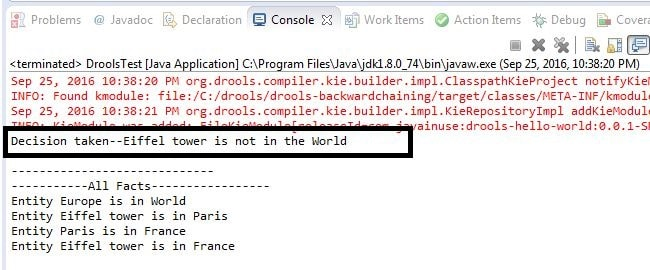 Problems @ Javadoc Declaration Console Work Items Action Items Debug Covera
<terminated> DroolsTest [Java Application] C:\Program Files\Java\jdk1.8.0_74\bin\javaw.exe (Sep 25, 2016 10:38:20 PM)
Sep 25, 2016 10:38:20 PM org.drools.compiler.kie.builder.impl.ClasspathKieProject notifyKieM
INFO: Found kmodule: file:/C:/drools/drools-backwardchaining/target/classes/META-INF/kmodule
Sep 25, 2016 10:38:21 PM org.drools.compiler.kie.builder.impl.KieRepositoryImpl addKieModule
INFO: KieModule was added: FileKieModule[releaseId=com.javainuse:drools-hello-world:0.0.1-SN
Decision taken--Eiffel tower is not in the World
-----------------------------
-----------All Facts-----------------
Entity Europe is in World
Entity Eiffel tower is in Paris
Entity Paris is in France
Entity Eiffel tower is in France